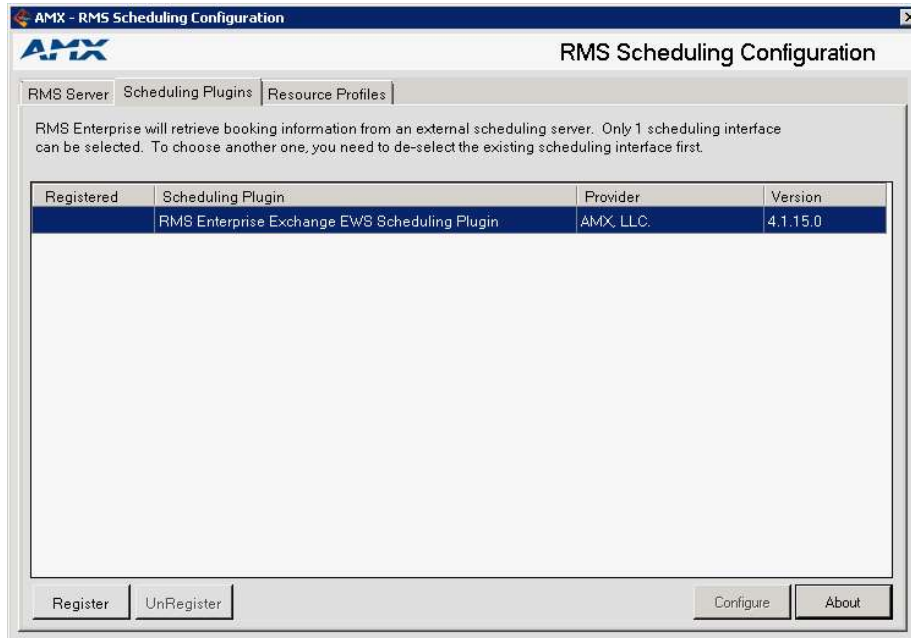 AMX - RMS Scheduling Configuration
AMX
RMS Scheduling Configuration
RMS Server Scheduling Plugins Resource Profiles
RMS Enterprise will retrieve booking information from an external scheduling server. Only 1 scheduling interface
can be selected. To choose another one, you need to de-select the existing scheduling interface first.
Registered Scheduling Plugin Provider Version
RMS Enterprise Exchange EWS Scheduling Plugin AMX, LLC. 4.1.15.0
Register UnRegister Configure About